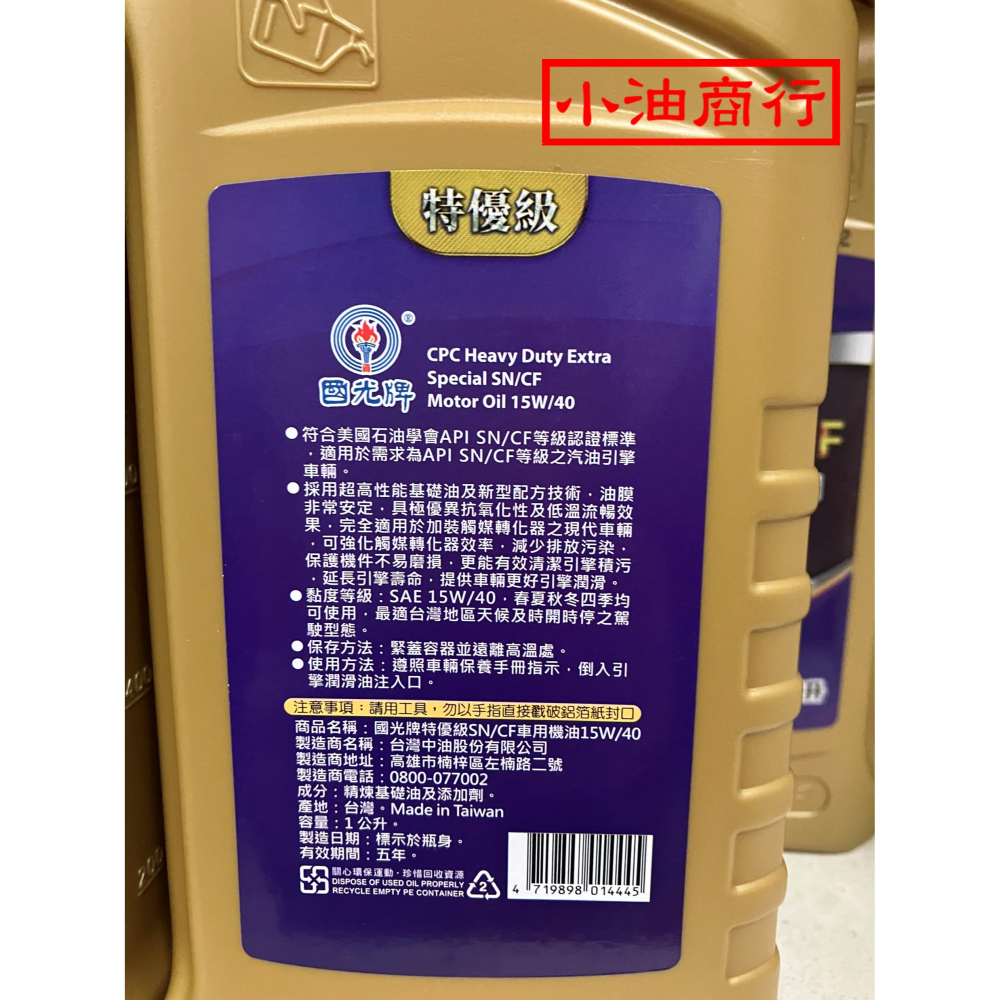 小油商行
特優級
國光牌
CPC Heavy Duty Extra
Special SN/CF
Motor Oil 15W/40
●符合美國石油學會API SN/CF等級認證標準
，適用於需求為API SN/CF等級之汽油引擎
車輛。
●採用超高性能基礎油及新型配方技術，油膜
非常安定，具極優異抗氧化性及低溫流暢效
果，完全適用於加裝觸媒轉化器之現代車輛
，可強化觸媒轉化器效率，減少排放污染，
保護機件不易磨損，更能有效清潔引擎積污
，延長引擎壽命，提供車輛更好引擎潤滑。
●黏度等級：SAE 15W/40，春夏秋冬四季均
可使用，最適台灣地區天候及時開時停之駕
駛型態。
●保存方法：緊蓋容器並遠離高溫處。
●使用方法：遵照車輛保養手冊指示，倒入引
擎潤滑油注入口。
注意事項：請用工具，勿以手指直接戳破鋁箔紙封口
商品名稱：國光牌特優級SN/CF車用機油15W/40
製造商名稱：台灣中油股份有限公司
製造商地址：高雄市楠梓區左楠路二號
製造商電話：0800-077002
成分：精煉基礎油及添加劑。
產地：台灣。Made in Taiwan
容量：1公升。
製造日期：標示於瓶身。
有效期間：五年。
關心環保運動，珍惜回收資源
DISPOSE OF USED OIL PROPERLY
RECYCLE EMPTY PE CONTAINER
2
4 719898 014445
400
200
F